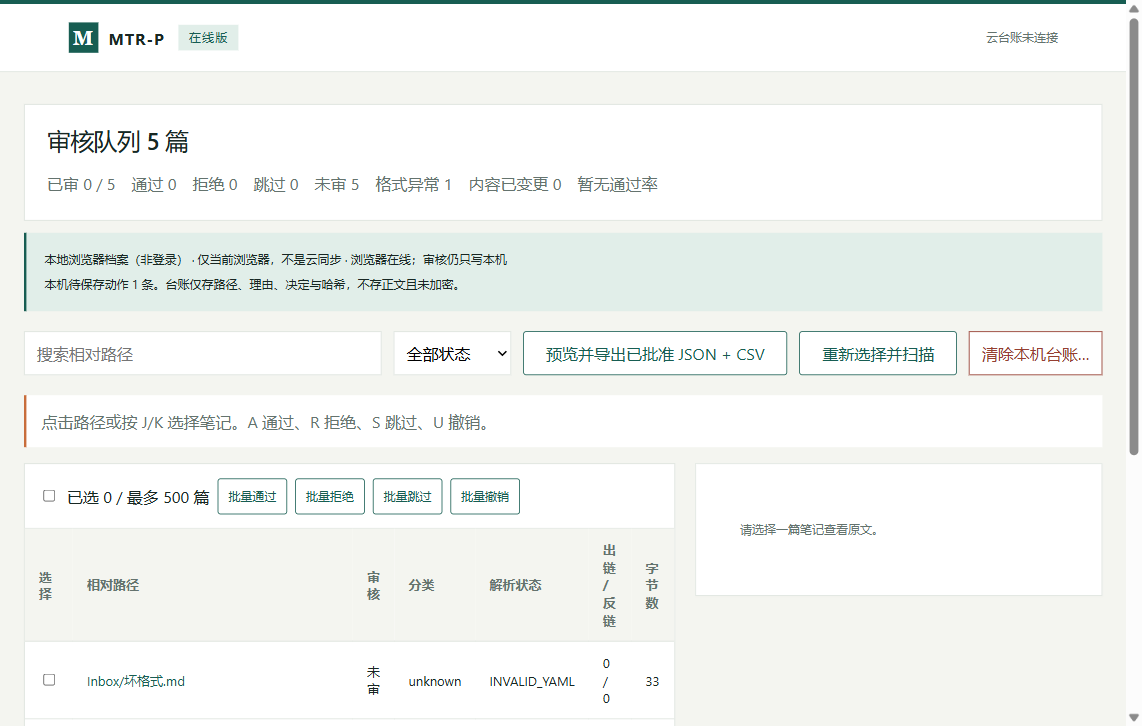 M MTR-P 在线版 云台账未连接
审核队列 5 篇
已审 0 / 5 通过 0 拒绝 0 跳过 0 未审 5 格式异常 1 内容已变更 0 暂无通过率
本地浏览器档案（非登录） · 仅当前浏览器，不是云同步 · 浏览器在线；审核仍只写本机
本机待保存动作 1 条。台账仅存路径、理由、决定与哈希，不存正文且未加密。
搜索相对路径 全部状态 预览并导出已批准 JSON + CSV 重新选择并扫描 清除本机台账...
点击路径或按 J/K 选择笔记。A 通过、R 拒绝、S 跳过、U 撤销。
已选 0 / 最多 500 篇 批量通过 批量拒绝 批量跳过 批量撤销
请选择一篇笔记查看原文。
选择 相对路径 审核 分类 解析状态 出链/反链 字节数
Inbox/坏格式.md 未审 unknown INVALID_YAML 0 / 0 33